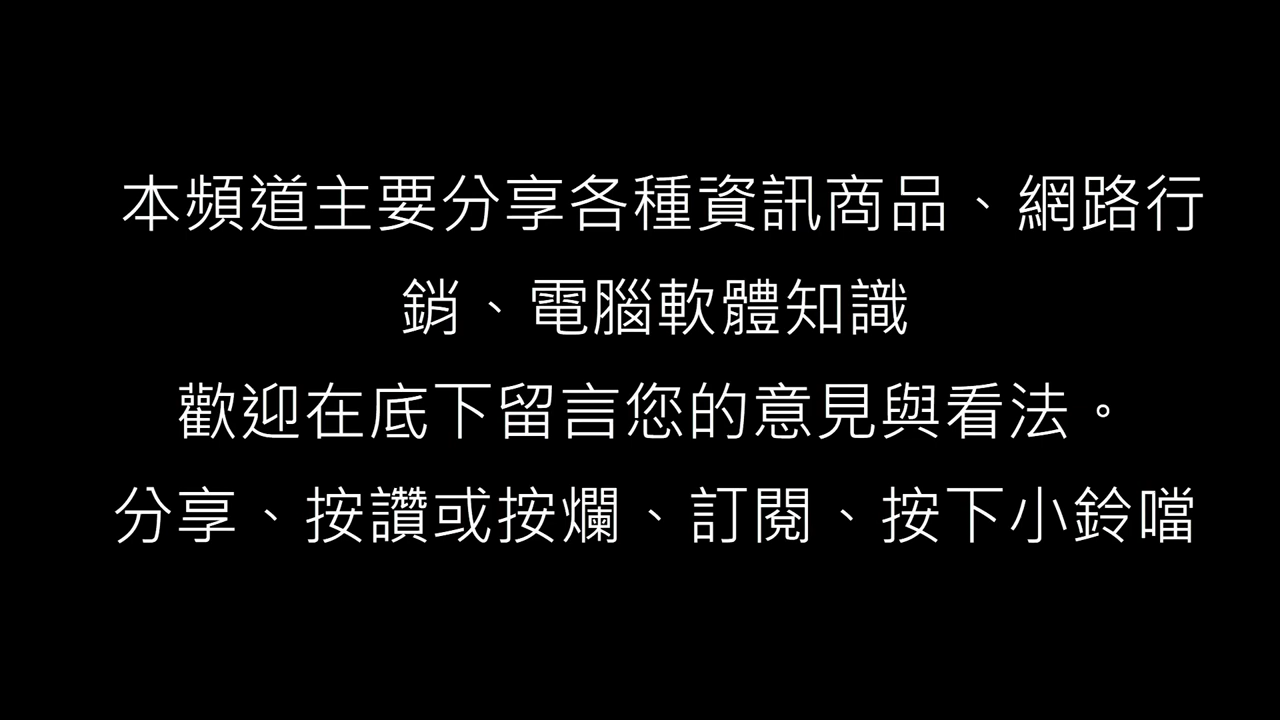 本頻道主要分享各種資訊商品、網路行
銷、電腦軟體知識
歡迎在底下留言您的意見與看法。
分享、按讚或按爛、訂閱、按下小鈴噹